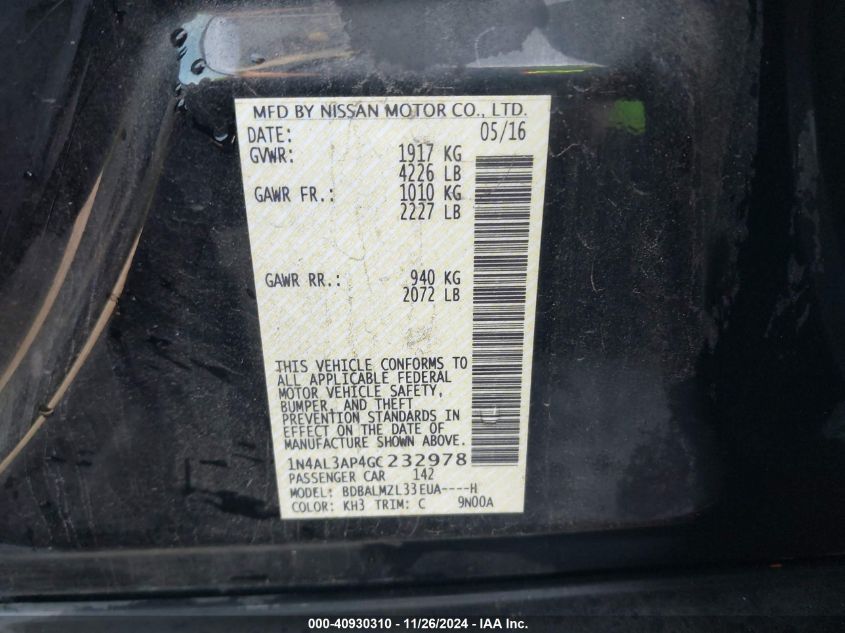 MFD BY NISSAN MOTOR CO., LTD.
DATE: 05/16
GVWR: 1917 KG
4226 LB
GAWR FR.: 1010 KG
2227 LB
GAWR RR.: 940 KG
2072 LB
THIS VEHICLE CONFORMS TO
ALL APPLICABLE FEDERAL
MOTOR VEHICLE SAFETY,
BUMPER, AND THEFT
PREVENTION STANDARDS IN
EFFECT ON THE DATE OF
MANUFACTURE SHOWN ABOVE.
1N4AL3AP4GC232978
PASSENGER CAR 142
MODEL: BDBALMZL33EUA----H
COLOR: KH3 TRIM: C 9N00A
000-40930310 - 11/26/2024 - IAA Inc.